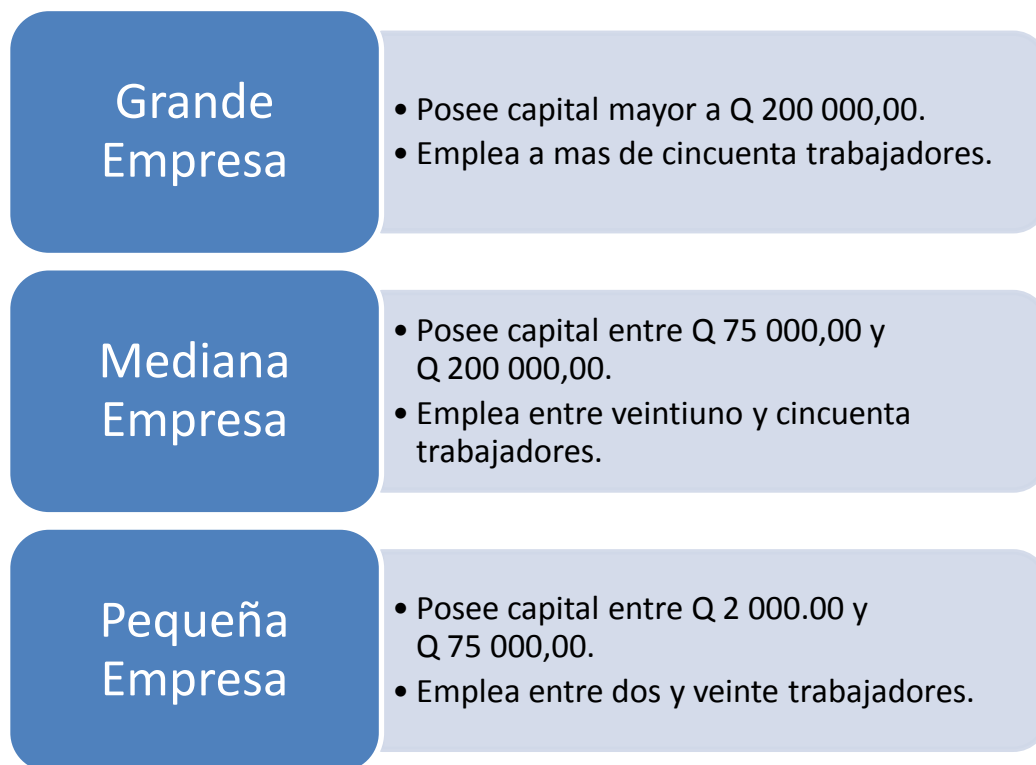 Grande
Empresa
• Posee capital mayor a Q 200 000,00.
• Emplea a mas de cincuenta trabajadores.
Mediana
Empresa
• Posee capital entre Q 75 000,00 y
Q 200 000,00.
• Emplea entre veintiuno y cincuenta
trabajadores.
Pequeña
Empresa
• Posee capital entre Q 2 000.00 y
Q 75 000,00.
• Emplea entre dos y veinte trabajadores.